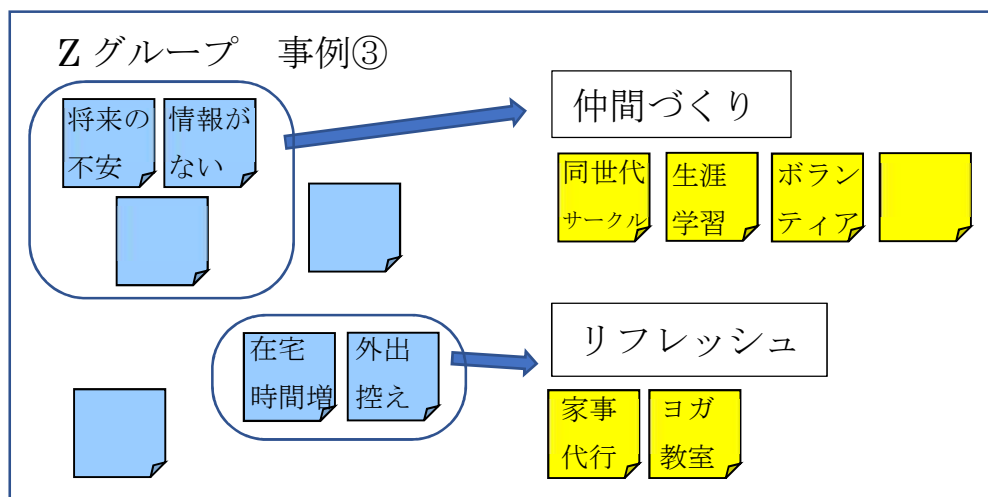 Z グループ　事例③
将来の
不安
情報が
ない
仲間づくり
同世代
サークル
生涯
学習
ボラン
ティア
在宅
時間増
外出
控え
リフレッシュ
家事
代行
ヨガ
教室